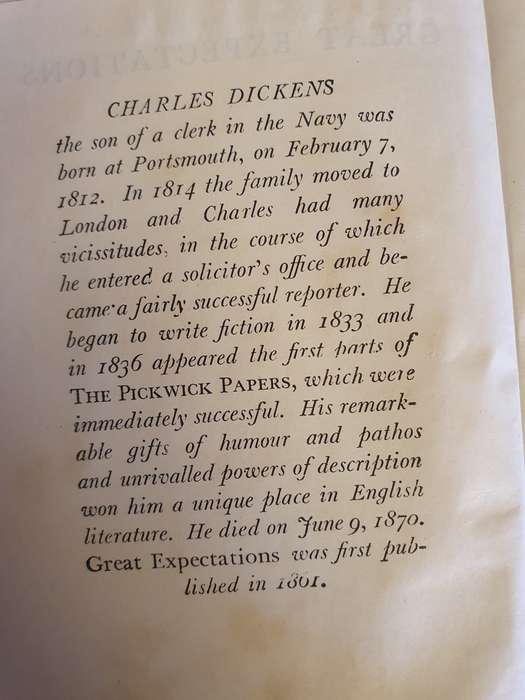 GREAT EXPECTATIONS
CHARLES DICKENS
the son of a clerk in the Navy was
born at Portsmouth, on February 7,
1812. In 1814 the family moved to
London and Charles had many
vicissitudes, in the course of which
he entered a solicitor's office and be-
came a fairly successful reporter. He
began to write fiction in 1833 and
in 1836 appeared the first parts of
THE PICKWICK PAPERS, which were
immediately successful. His remark-
able gifts of humour and pathos
and unrivalled powers of description
won him a unique place in English
literature. He died on June 9, 1870.
Great Expectations was first pub-
lished in 1861.